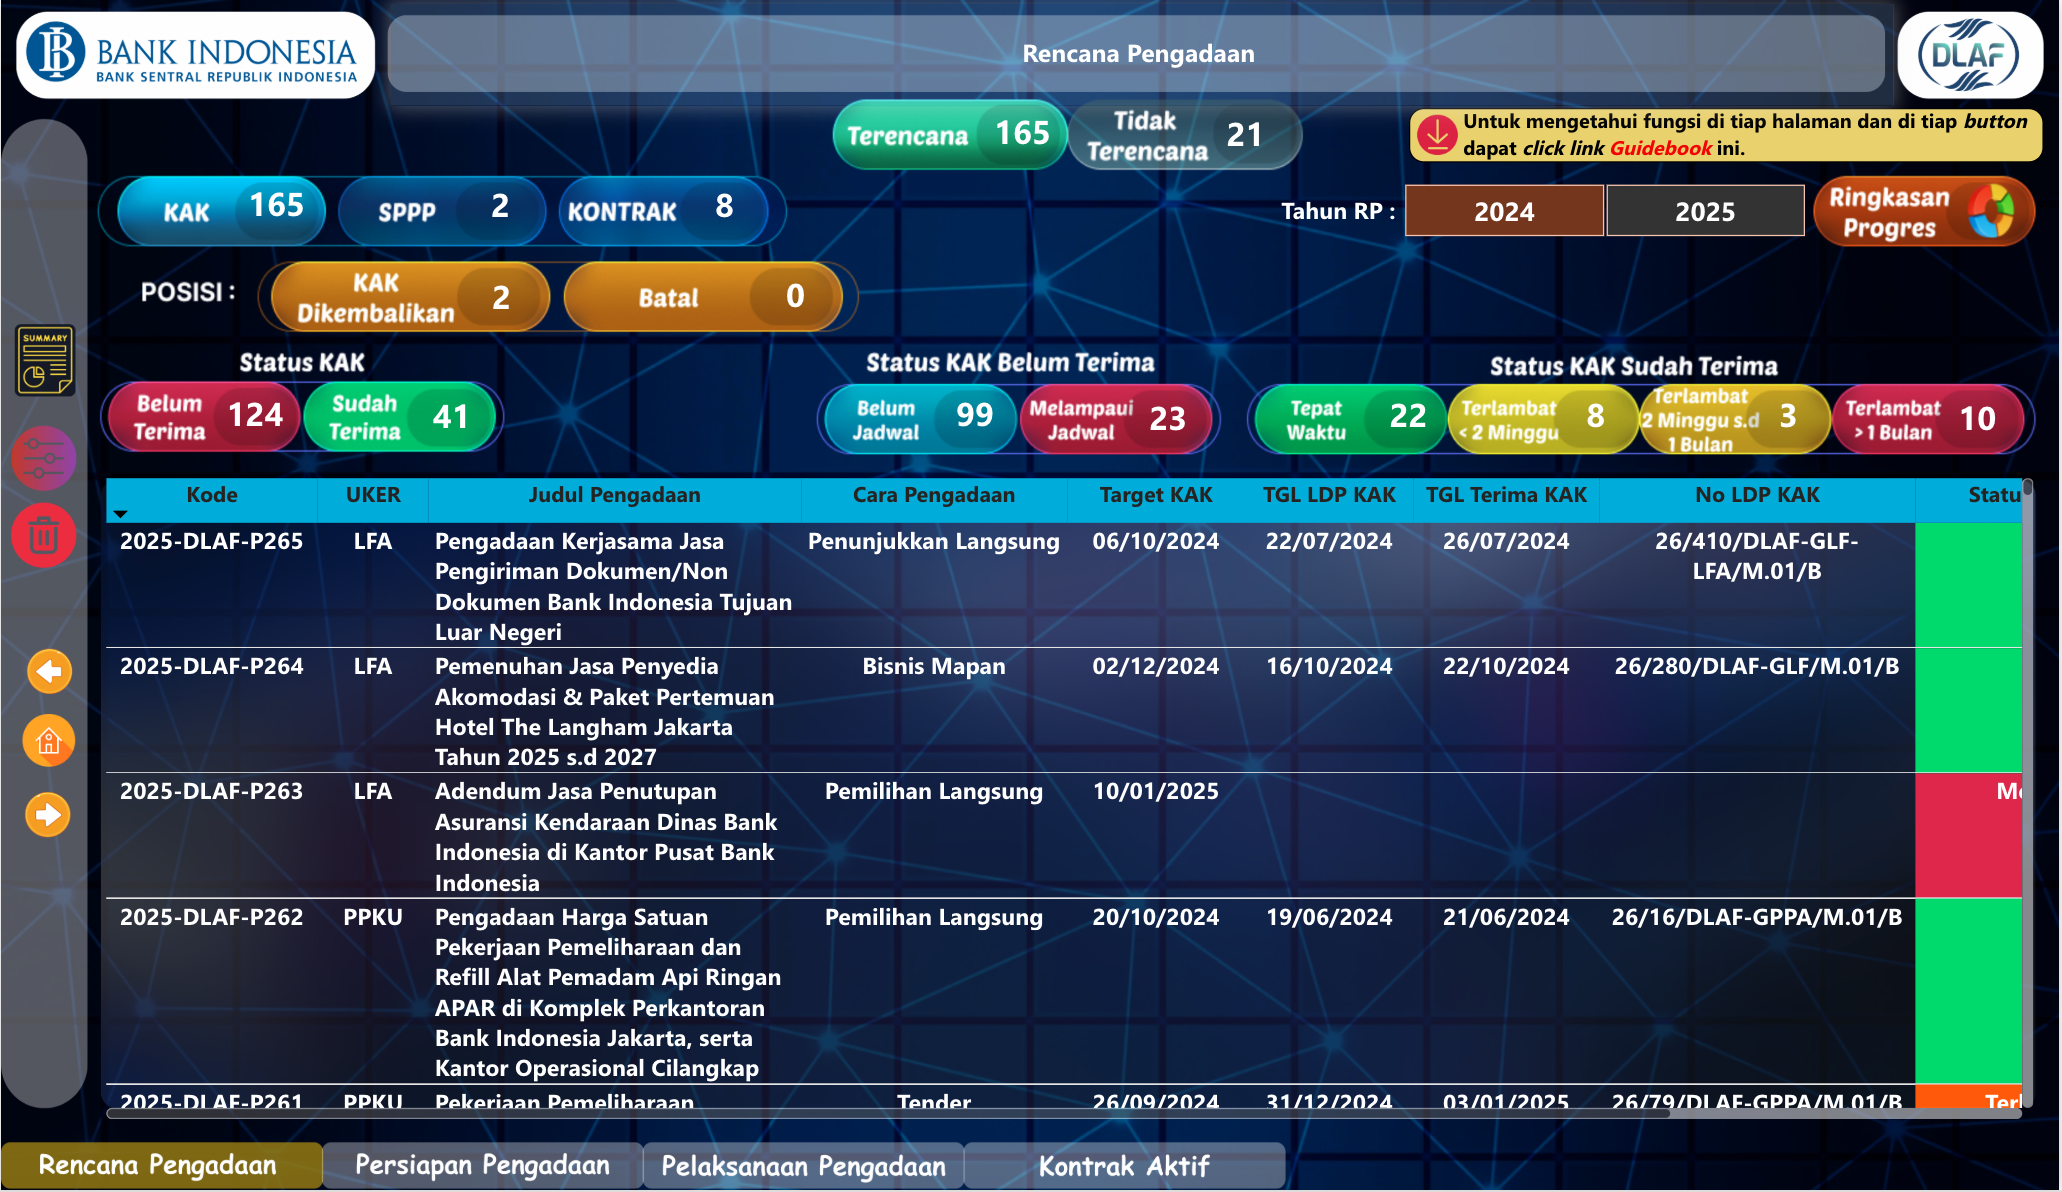 BANK INDONESIA
BANK SENTRAL REPUBLIK INDONESIA
Rencana Pengadaan
DLAF
Terencana 165
Tidak Terencana 21
Untuk mengetahui fungsi di tiap halaman dan di tiap button
dapat click link Guidebook ini.
KAK 165
SPPP 2
KONTRAK 8
Tahun RP :
2024
2025
Ringkasan
Progres
POSISI :
KAK
Dikembalikan 2
Batal 0
SUMMARY
Status KAK
Belum
Terima 124
Sudah
Terima 41
Status KAK Belum Terima
Belum
Jadwal 99
Melampaui
Jadwal 23
Status KAK Sudah Terima
Tepat
Waktu 22
Terlambat
< 2 Minggu 8
Terlambat
2 Minggu s.d
1 Bulan 3
Terlambat
> 1 Bulan 10
Kode UKER Judul Pengadaan Cara Pengadaan Target KAK TGL LDP KAK TGL Terima KAK No LDP KAK Statu
2025-DLAF-P265 LFA Pengadaan Kerjasama Jasa Penunjukkan Langsung 06/10/2024 22/07/2024 26/07/2024 26/410/DLAF-GLF-
Pengiriman Dokumen/Non LFA/M.01/B
Dokumen Bank Indonesia Tujuan
Luar Negeri
2025-DLAF-P264 LFA Pemenuhan Jasa Penyedia Bisnis Mapan 02/12/2024 16/10/2024 22/10/2024 26/280/DLAF-GLF/M.01/B
Akomodasi & Paket Pertemuan
Hotel The Langham Jakarta
Tahun 2025 s.d 2027
2025-DLAF-P263 LFA Adendum Jasa Penutupan Pemilihan Langsung 10/01/2025
Asuransi Kendaraan Dinas Bank
Indonesia di Kantor Pusat Bank
Indonesia
2025-DLAF-P262 PPKU Pengadaan Harga Satuan Pemilihan Langsung 20/10/2024 19/06/2024 21/06/2024 26/16/DLAF-GPPA/M.01/B
Pekerjaan Pemeliharaan dan
Refill Alat Pemadam Api Ringan
APAR di Komplek Perkantoran
Bank Indonesia Jakarta, serta
Kantor Operasional Cilangkap
2025-DLAF-P261 PPKU Pekerjaan Pemeliharaan Tender 26/09/2024 31/12/2024 03/01/2025 26/79/DLAF-GPPA/M.01/B
Rencana Pengadaan
Persiapan Pengadaan
Pelaksanaan Pengadaan
Kontrak Aktif